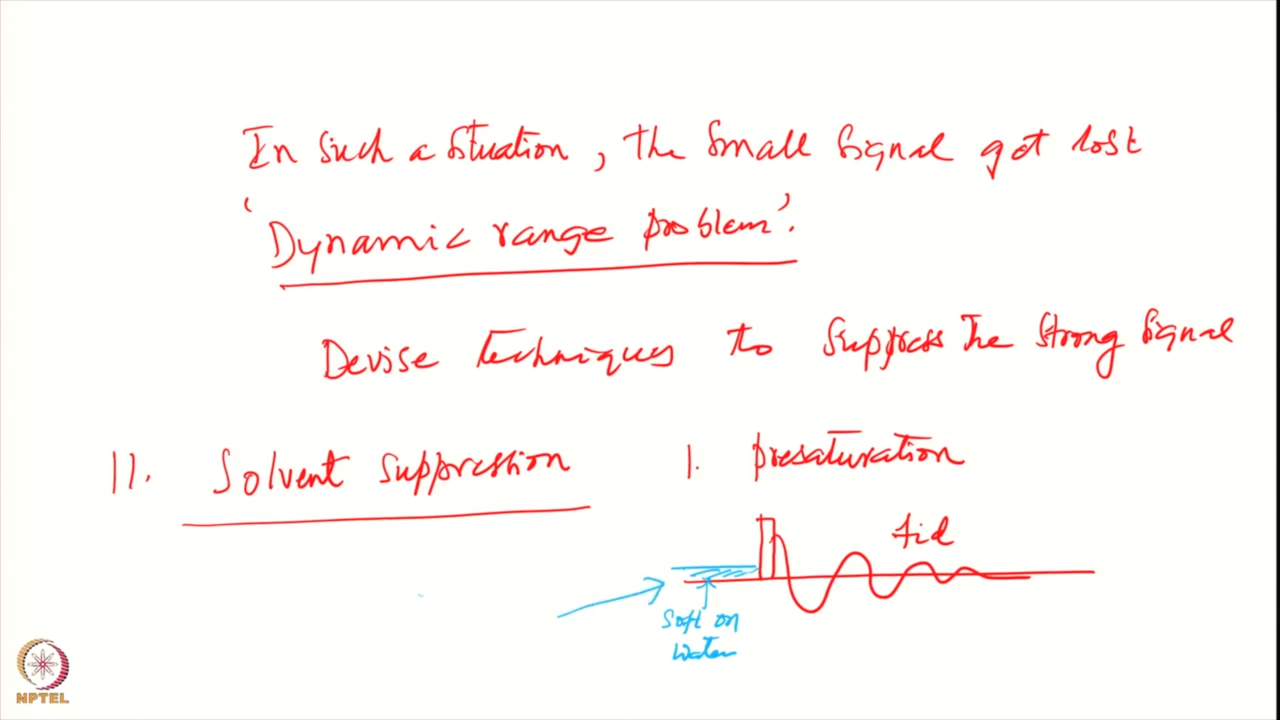 In such a situation, the small signal got lost
'Dynamic range problem'.
Devise techniques to suppress the strong signal
II. Solvent suppression
1. presaturation
fid
Soft on
water
NPTEL